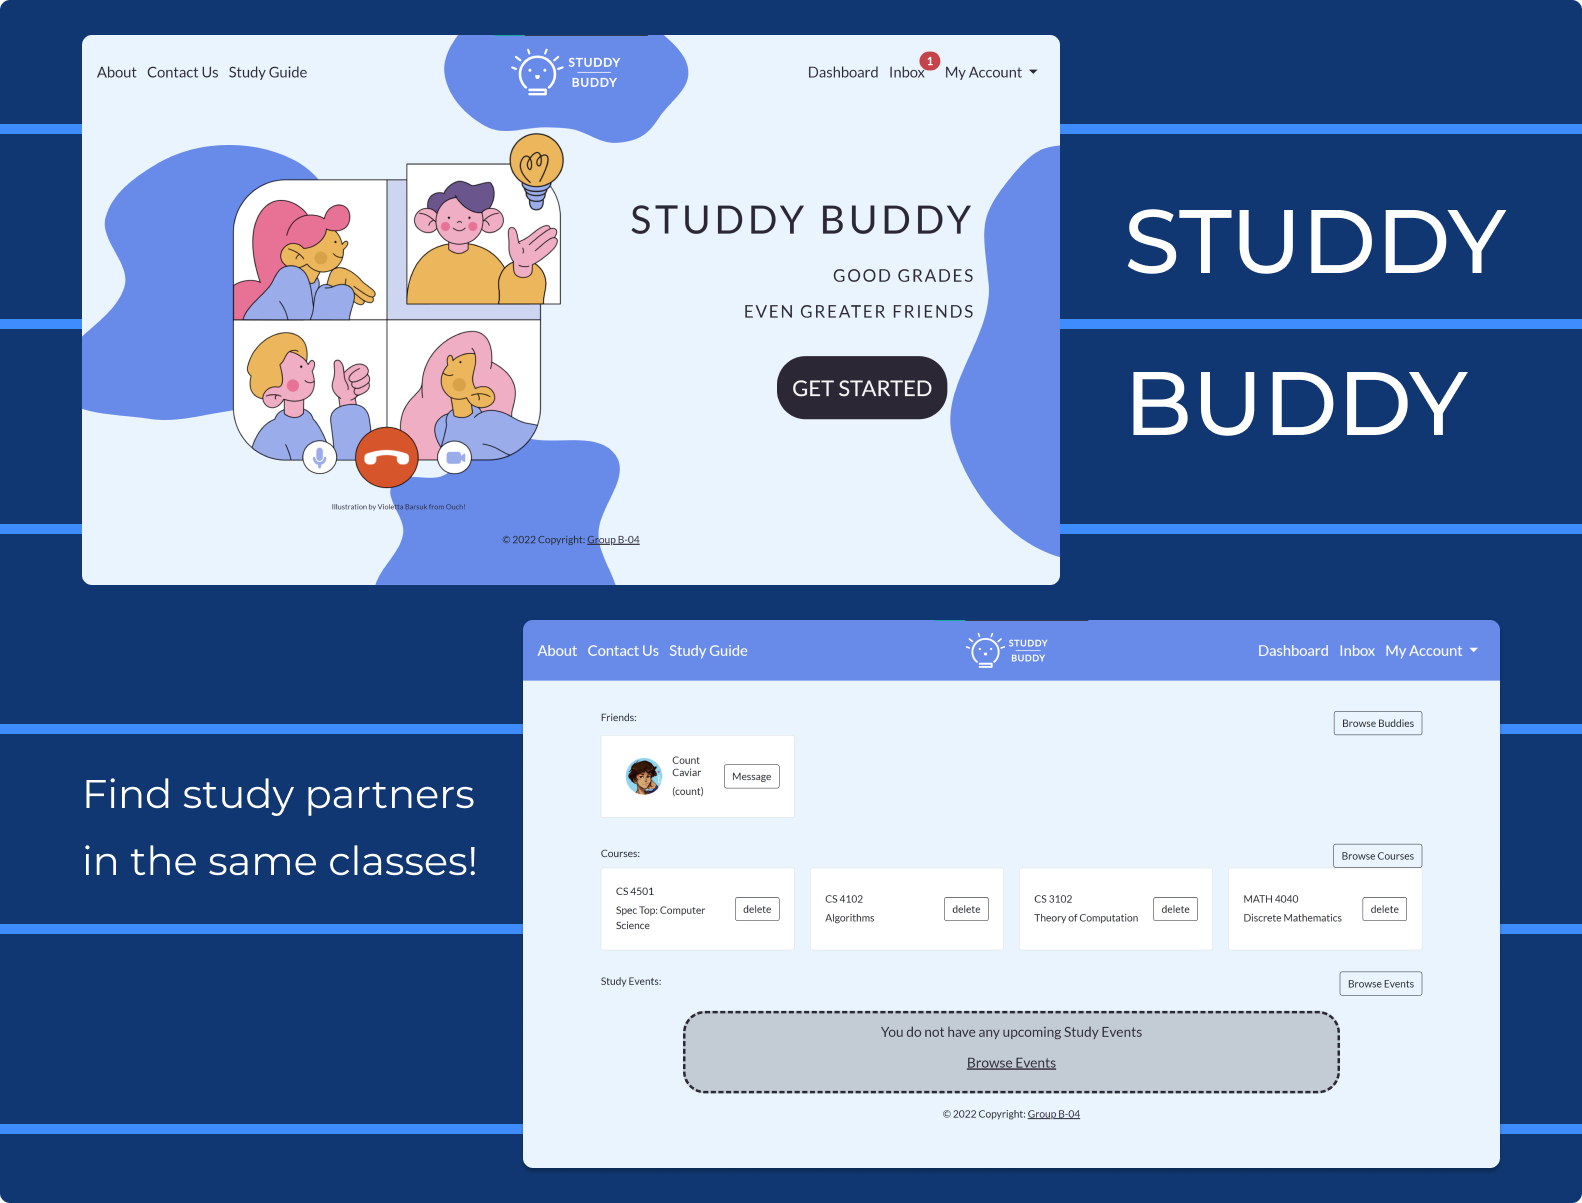 About Contact Us Study Guide
STUDDY
BUDDY
Dashboard Inbox 1 My Account
STUDDY BUDDY
GOOD GRADES
EVEN GREATER FRIENDS
GET STARTED
Illustration by Violetta Barsuk from Ouch!
© 2022 Copyright: Group B-04
STUDDY
BUDDY
Find study partners
in the same classes!
About Contact Us Study Guide
STUDDY
BUDDY
Dashboard Inbox My Account
Friends:
Browse Buddies
Count
Caviar
(count)
Message
Courses:
Browse Courses
CS 4501
Spec Top: Computer
Science
delete
CS 4102
Algorithms
delete
CS 3102
Theory of Computation
delete
MATH 4040
Discrete Mathematics
delete
Study Events:
Browse Events
You do not have any upcoming Study Events
Browse Events
© 2022 Copyright: Group B-04